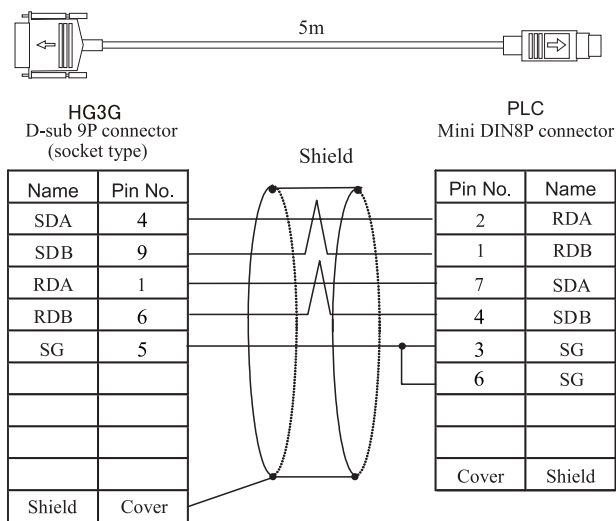 5m
HG3G
D-sub 9P connector
(socket type)
PLC
Mini DIN8P connector
Shield
Name Pin No.
SDA 4
SDB 9
RDA 1
RDB 6
SG 5
Shield Cover
Pin No. Name
2 RDA
1 RDB
7 SDA
4 SDB
3 SG
6 SG
Cover Shield